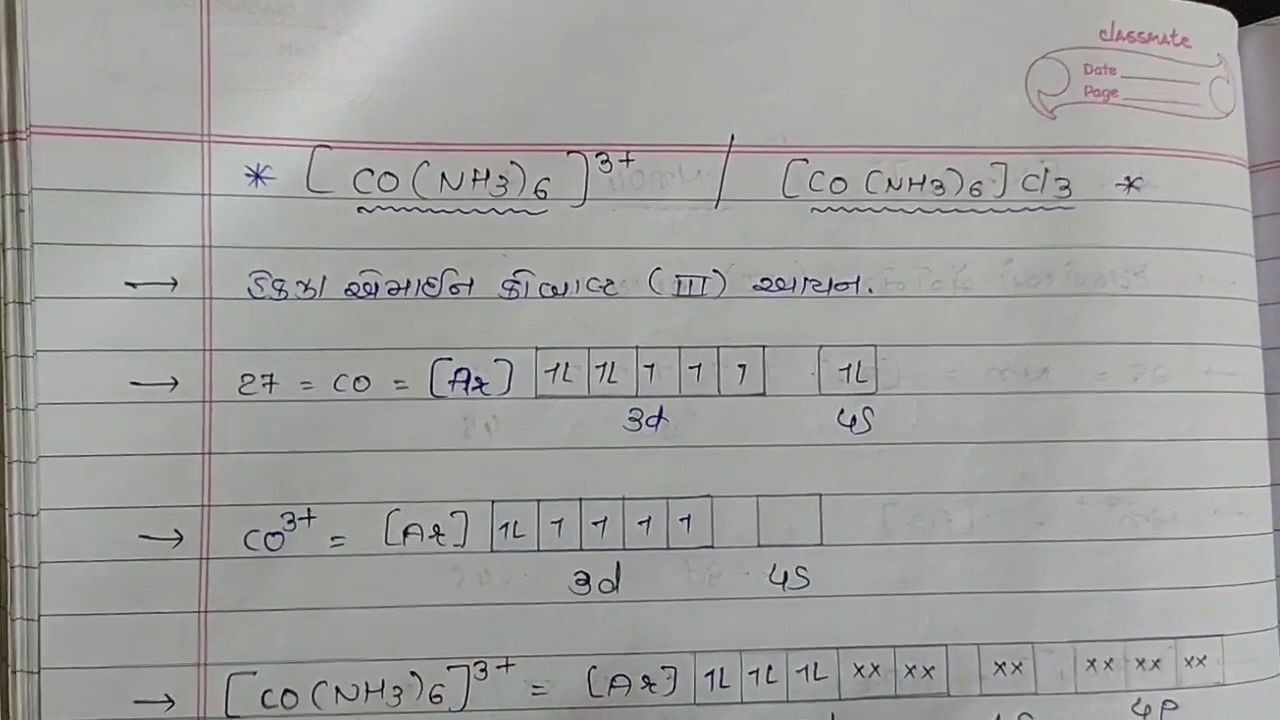 classmate
Date
Page
* [CO(NH3)6]3+ / [CO(NH3)6]Cl3 *
→ હેકઝા એમાઈન કોબાલ્ટ (III) આયન.
→ 27 = CO = [Ar] 1L 1L 1 1 1 1L
3d 4S
→ CO3+ = [Ar] 1L 1 1 1 1
3d 4S
→ [CO(NH3)6]3+ = [Ar] 1L 1L 1L xx xx xx xx xx xx
4P